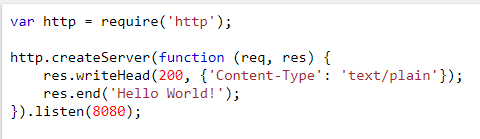 var http = require('http');

http.createServer(function (req, res) {
    res.writeHead(200, {'Content-Type': 'text/plain'});
    res.end('Hello World!');
}).listen(8080);